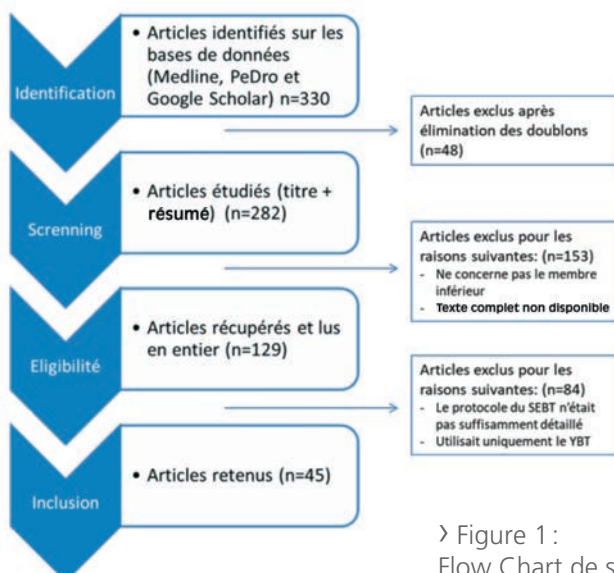 Identification
• Articles identifiés sur les
bases de données
(Medline, PeDro et
Google Scholar) n=330
Articles exclus après
élimination des doublons
(n=48)
Screnning
• Articles étudiés (titre +
résumé) (n=282)
Articles exclus pour les
raisons suivantes: (n=153)
- Ne concerne pas le membre
inférieur
- Texte complet non disponible
Eligibilité
• Articles récupérés et lus
en entier (n=129)
Articles exclus pour les
raisons suivantes: (n=84)
- Le protocole du SEBT n'était
pas suffisamment détaillé
- Utilisait uniquement le YBT
Inclusion
• Articles retenus (n=45)
› Figure 1 :
Flow Chart de s